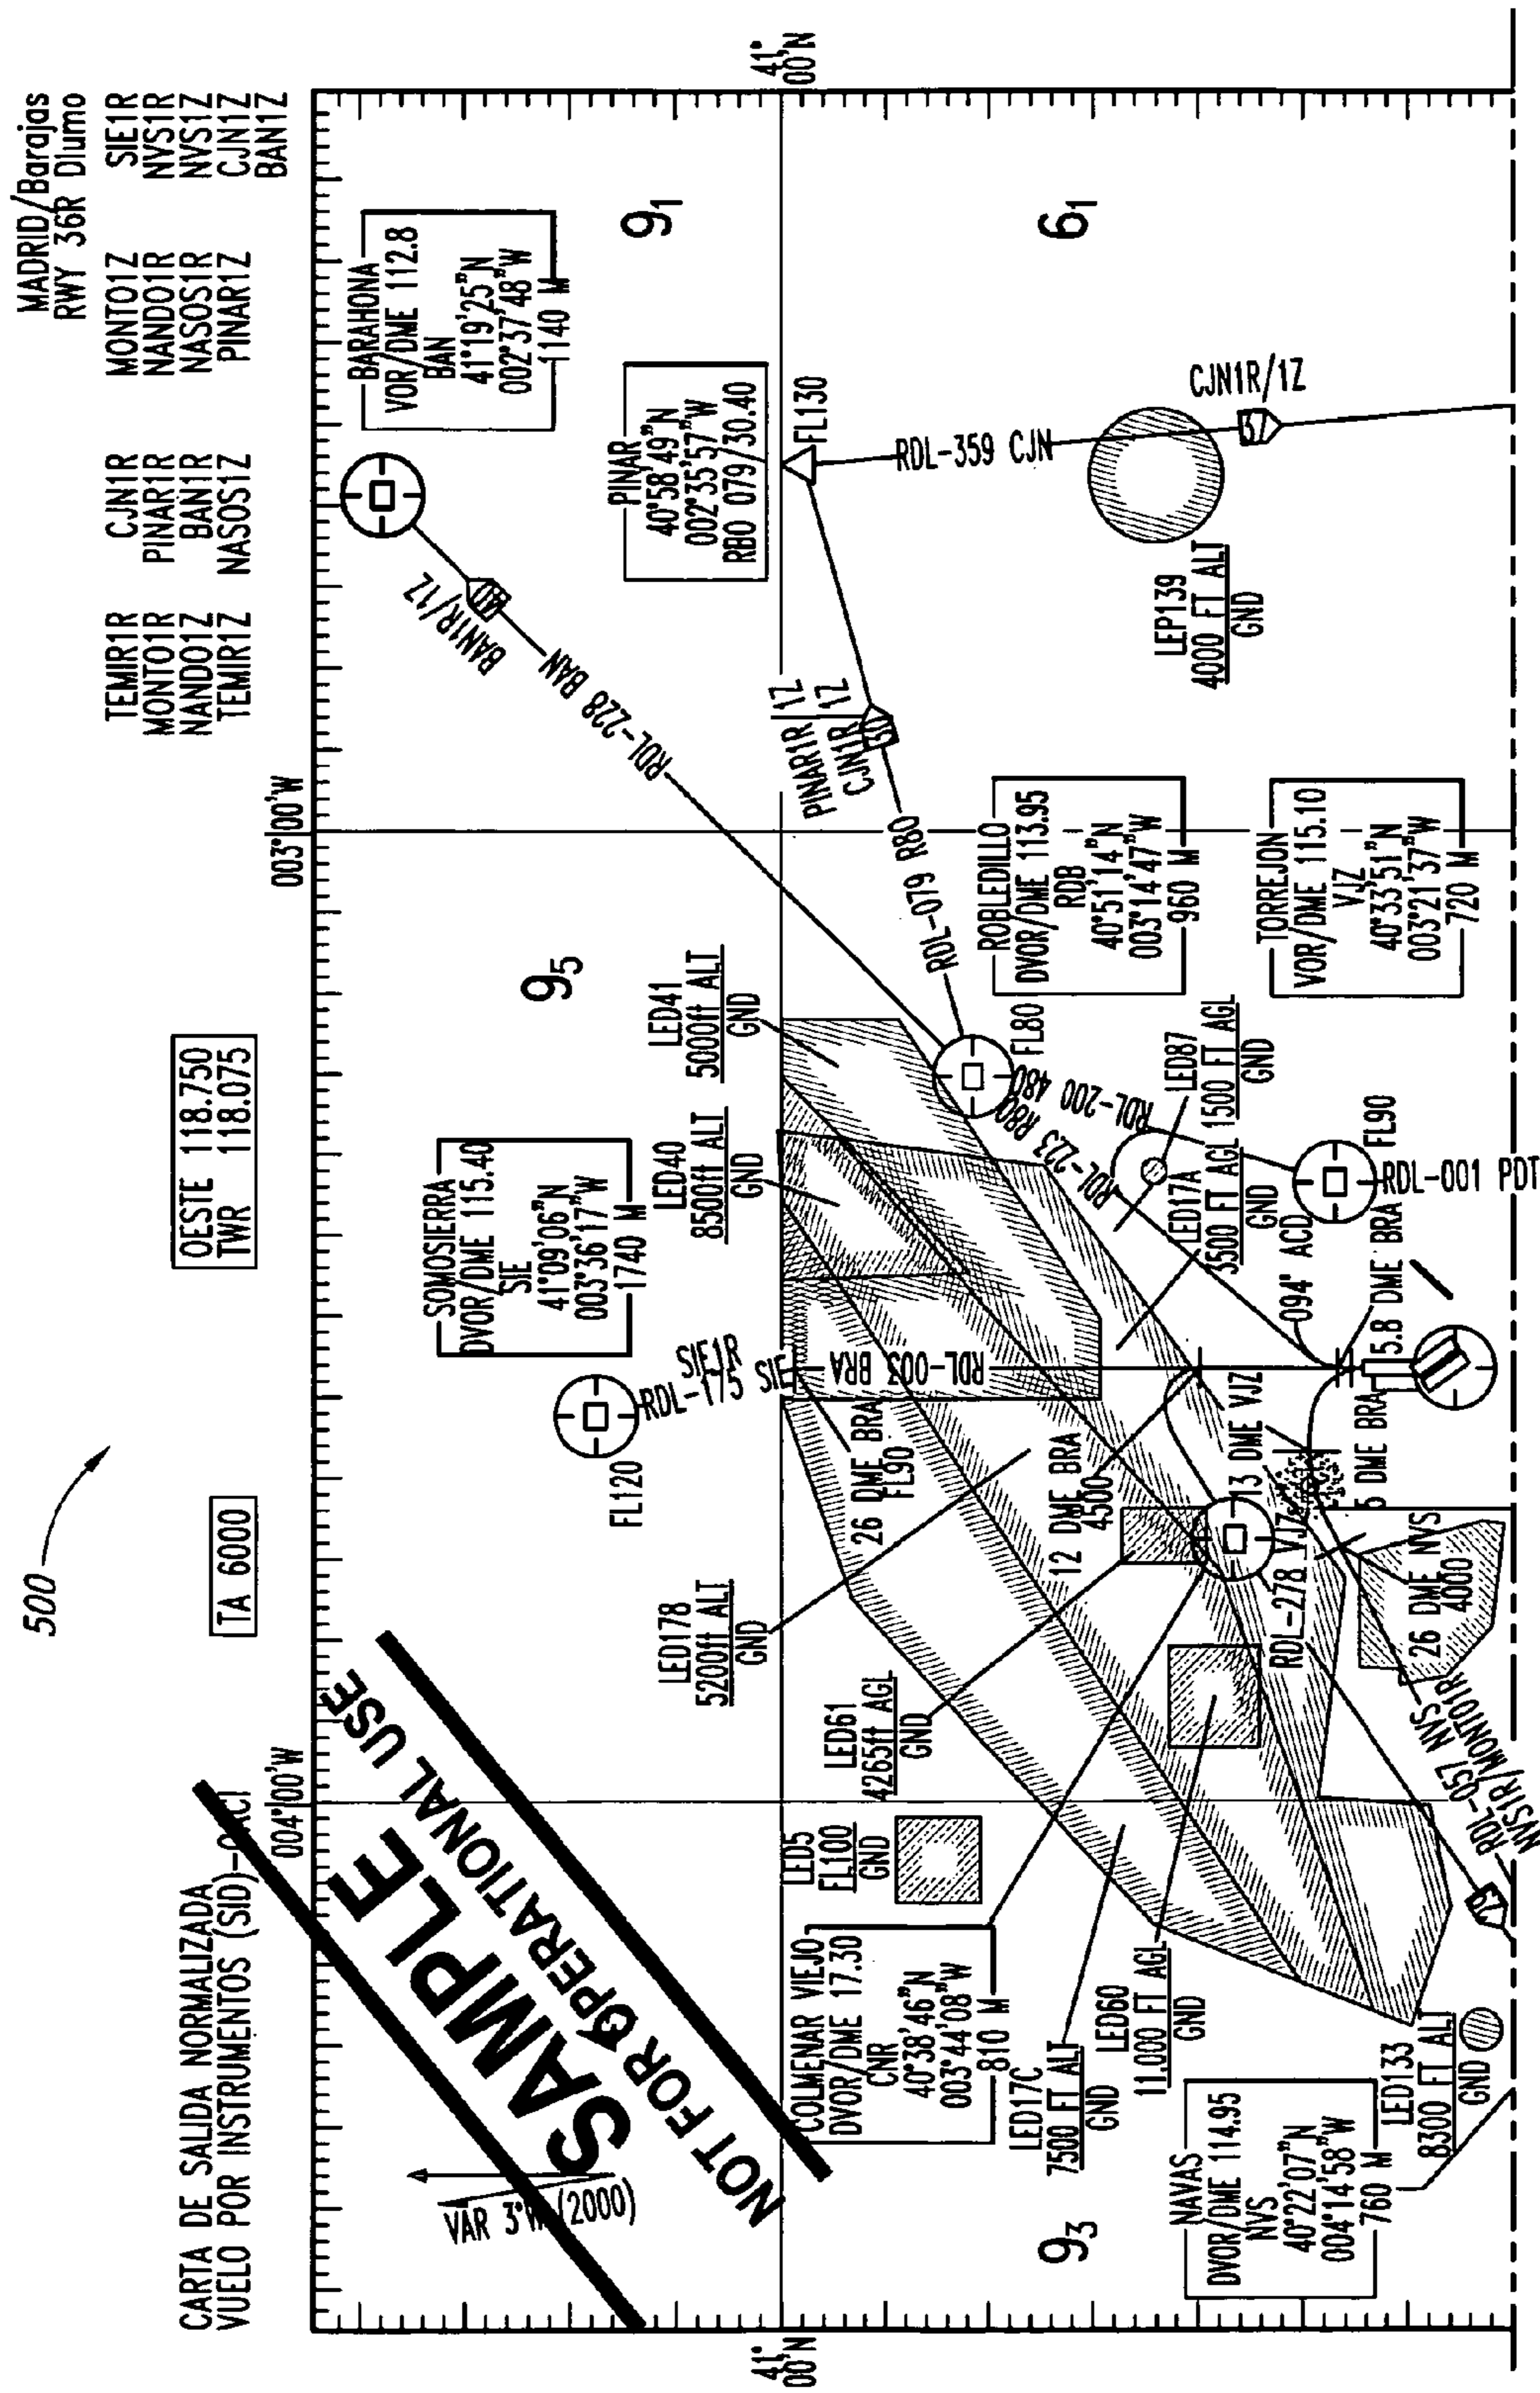 500
CARTA DE SALIDA NORMALIZADA
VUELO POR INSTRUMENTOS (SID)-OACI
TA 6000
OESTE 118.750
TWR 118.075
MADRID/Barajas
RWY 36R DIumo
TEMIR1R CJN1R MONTO1Z SIE1R
MONTO1R PINAR1R NANDO1R NVS1R
NANDO1Z BAN1R NASOS1R NVS1Z
TEMIR1Z NASOS1Z PINAR1Z CJN1Z
BAN1Z
004°00'W
003°00'W
SAMPLE
NOT FOR OPERATIONAL USE
VAR 3°W (2000)
SOMOSIERRA
DVOR/DME 115.40
SIE
41°09'06"N
003°36'17"W
1740 M
FL120
RDL-175 SIE
SIE1R
9₅
BARAHONA
VOR/DME 112.8
BAN
41°19'25"N
002°37'48"W
1140 M
BAN1R/1Z
40
RDL-228 BAN
9₁
PINAR
40°58'49"N
002°35'57"W
RBO 079/30.40
FL130
41°
00'N
41°
00'N
LED178
5200ft ALT
GND
LED40
8500ft ALT
GND
LED41
5000ft ALT
GND
PINAR1R 1Z
CJN1R 1Z
30
RDL-079 R80
RDL-359 CJN
CJN1R/1Z
37
6₁
LEP139
4000 FT ALT
GND
ROBLEDILLO
DVOR/DME 113.95
RDB
40°51'14"N
003°14'47"W
960 M
FL80
TORREJON
VOR/DME 115.10
VJZ
40°33'51"N
003°21'37"W
720 M
RDL-003 BRA
26 DME BRA
FL90
12 DME BRA
4500
LED61
4265ft AGL
GND
LED5
FL100
GND
COLMENAR VIEJO
DVOR/DME 17.30
CNR
40°38'46"N
003°44'08"W
810 M
LED17C
7500 FT ALT
GND
LED60
11.000 FT AGL
GND
9₃
NAVAS
DVOR/DME 114.95
NVS
40°22'07"N
004°14'58"W
760 M
LED133
8300 FT ALT
GND
RDL-223 R80
RDL-200 480
LED87
1500 FT AGL
GND
LED17A
3500 FT AGL
GND
094° ACD
FL90
RDL-001 PDT
5.8 DME BRA
13 DME VJZ
RDL-278 VJZ
5 DME BRA
26 DME NVS
4000
RDL-057 NVS
NVS1R/MONTO1R